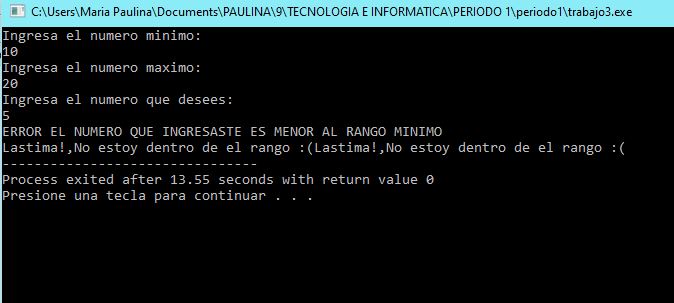 C:\Users\Maria Paulina\Documents\PAULINA\9\TECNOLOGIA E INFORMATICA\PERIODO 1\periodo1\trabajo3.exe
Ingresa el numero minimo:
10
Ingresa el numero maximo:
20
Ingresa el numero que desees:
5
ERROR EL NUMERO QUE INGRESASTE ES MENOR AL RANGO MINIMO
Lastima!,No estoy dentro de el rango :(Lastima!,No estoy dentro de el rango :(
--------------------------------
Process exited after 13.55 seconds with return value 0
Presione una tecla para continuar . . .